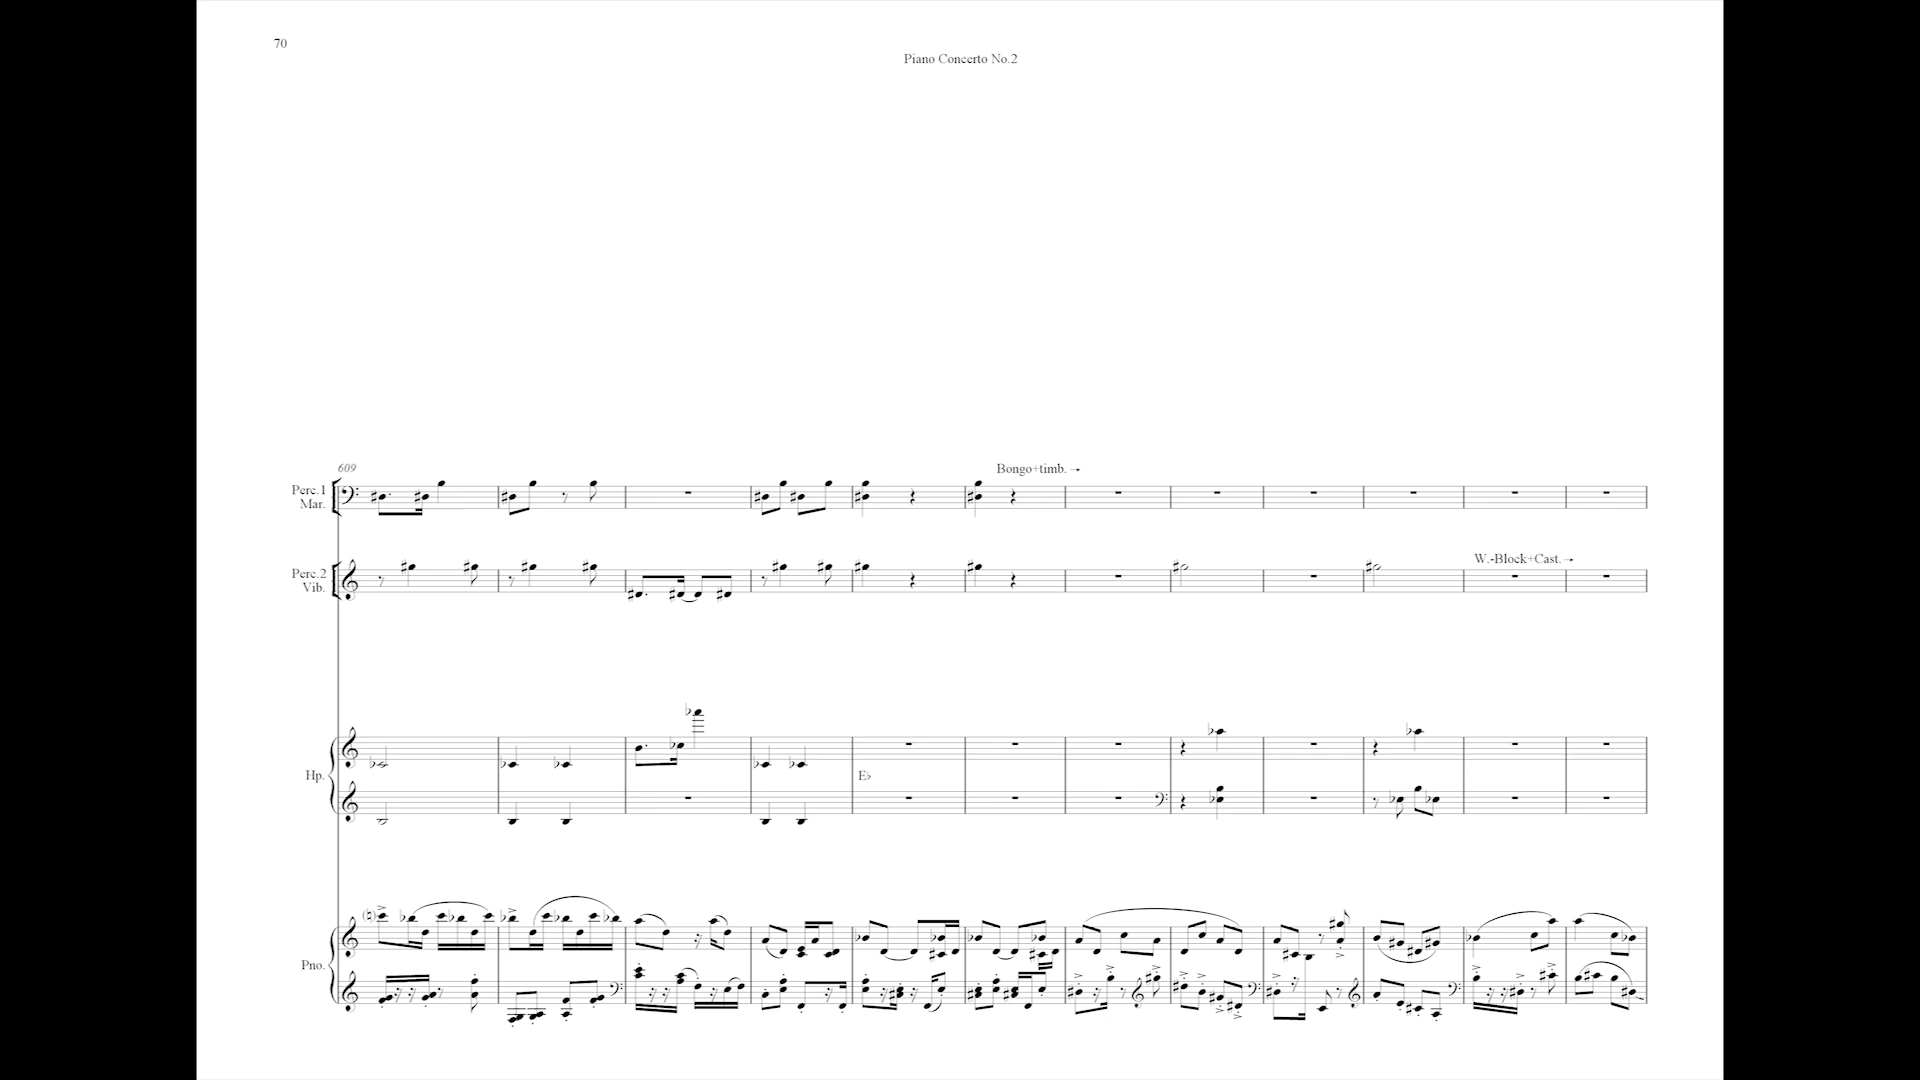 70
Piano Concerto No.2
609
Bongo+timb.
Perc.1
Mar.
W.-Block+Cast.
Perc.2
Vib.
Hp.
E♭
Pno.